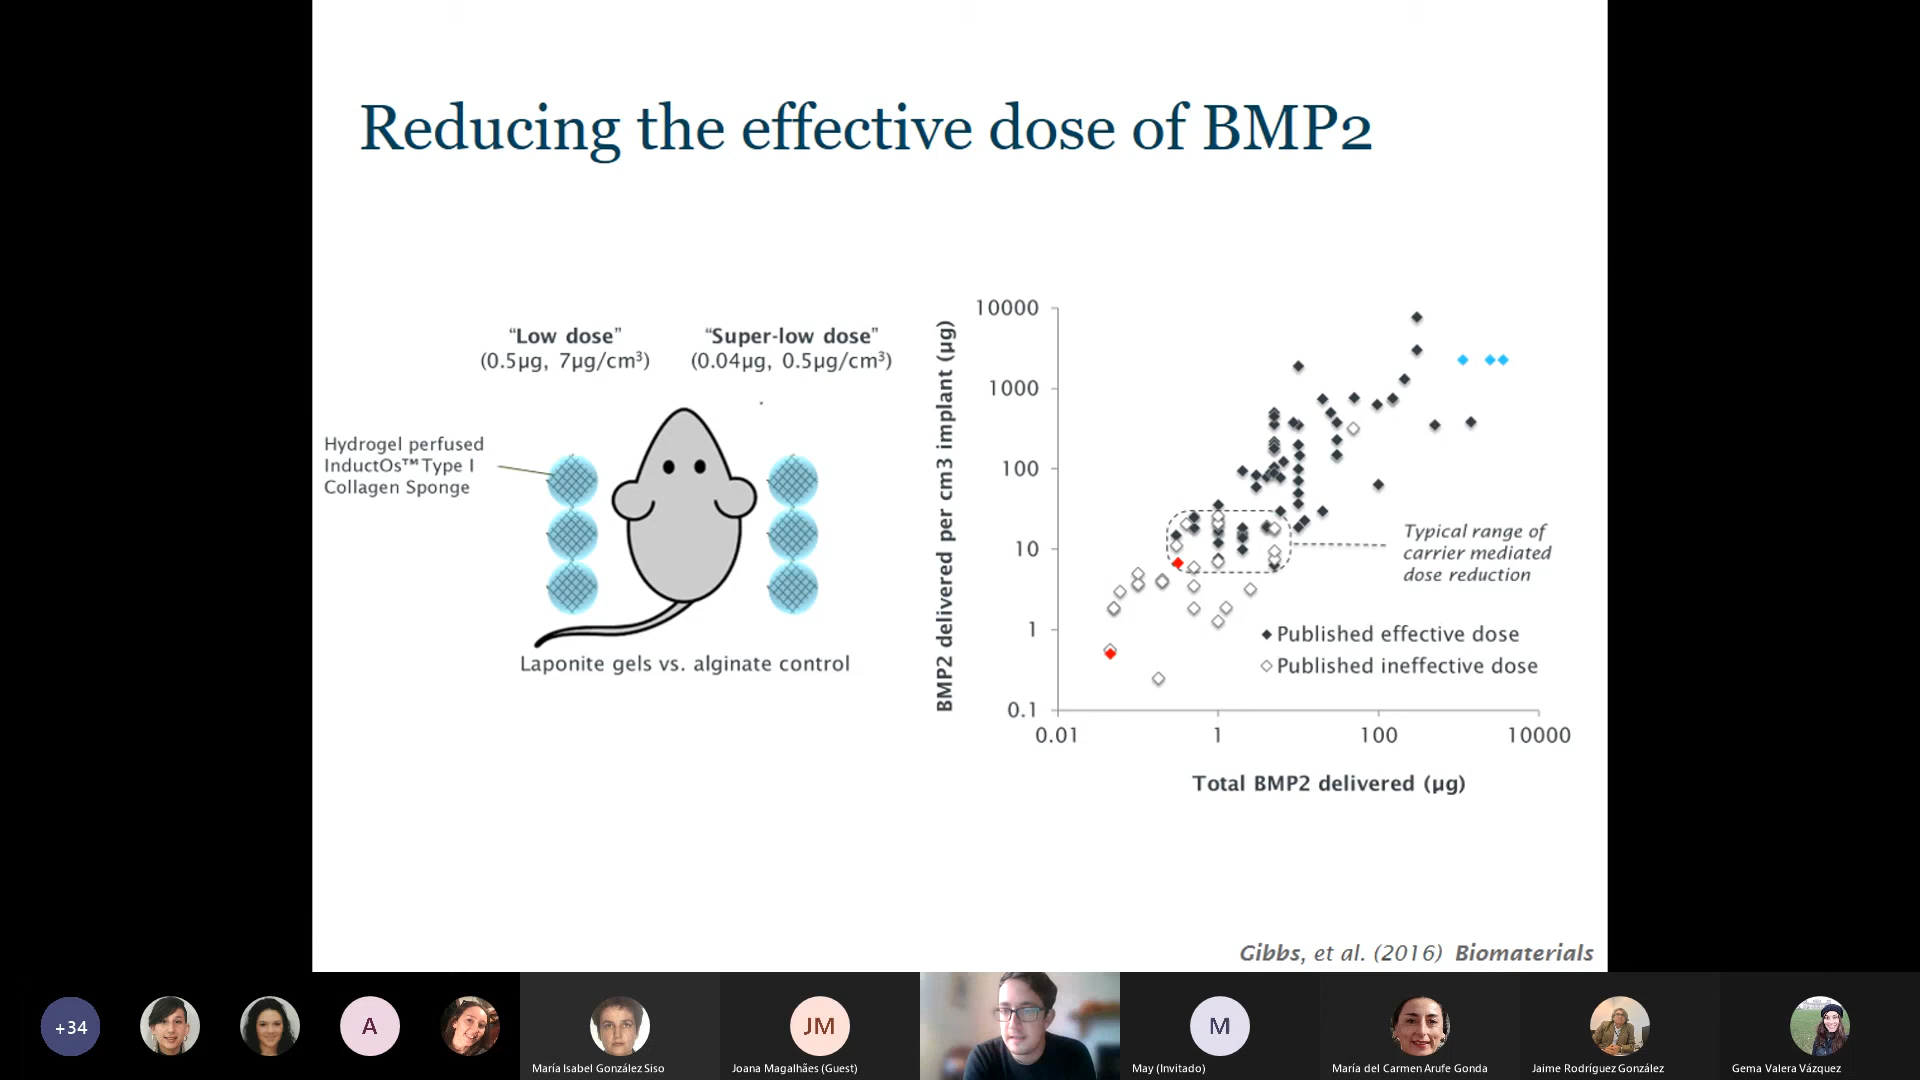 Reducing the effective dose of BMP2
“Low dose”
(0.5µg, 7µg/cm³)
“Super-low dose”
(0.04µg, 0.5µg/cm³)
Hydrogel perfused
InductOs™ Type I
Collagen Sponge
Laponite gels vs. alginate control
BMP2 delivered per cm3 implant (µg)
10000
1000
100
10
1
0.1
0.01
1
100
10000
Total BMP2 delivered (µg)
Typical range of
carrier mediated
dose reduction
Published effective dose
Published ineffective dose
Gibbs, et al. (2016) Biomaterials
+34
A
JM
M
María Isabel González Siso
Joana Magalhães (Guest)
May (Invitado)
María del Carmen Arufe Gonda
Jaime Rodríguez González
Gema Valera Vázquez